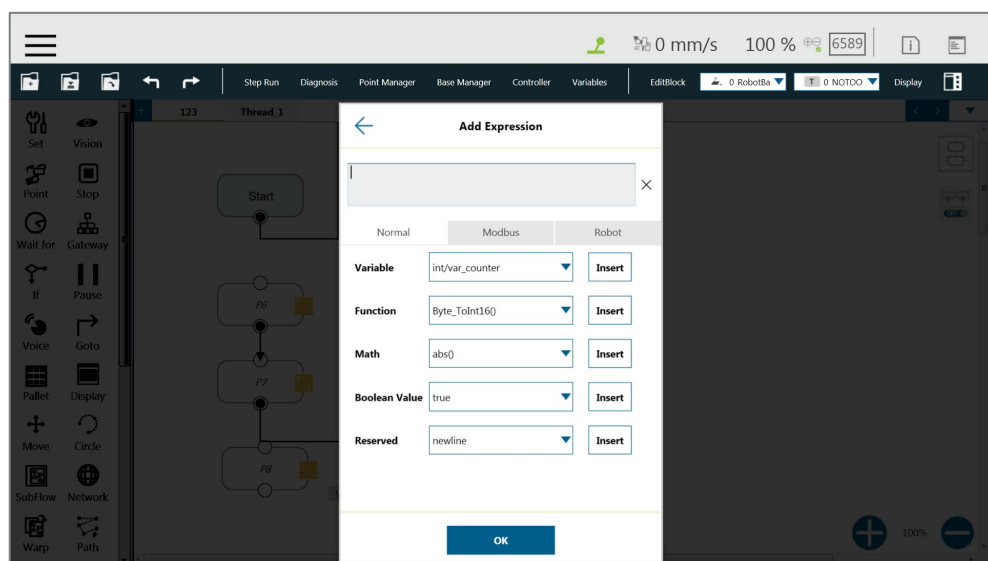 0 mm/s 100 % 6589
Step Run Diagnosis Point Manager Base Manager Controller Variables EditBlock 0 RobotBa T 0 NOTOO Display
123 Thread_1
Set Vision
Point Stop
Wait for Gateway
If Pause
Voice Goto
Pallet Display
Move Circle
SubFlow Network
Warp Path
Start
P6
P7
P8
Add Expression
Normal Modbus Robot
Variable int/var_counter Insert
Function Byte_ToInt16() Insert
Math abs() Insert
Boolean Value true Insert
Reserved newline Insert
OK
OFF
100%